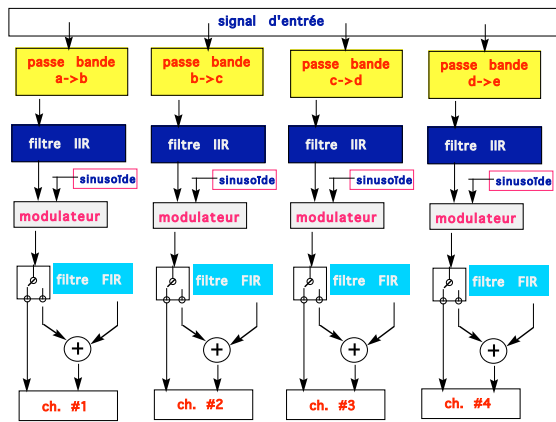 signal d'entrée
passe bande
a->b
passe bande
b->c
passe bande
c->d
passe bande
d->e
filtre IIR
filtre IIR
filtre IIR
filtre IIR
sinusoïde
sinusoïde
sinusoïde
sinusoïde
modulateur
modulateur
modulateur
modulateur
filtre FIR
filtre FIR
filtre FIR
filtre FIR
+
+
+
+
ch. #1
ch. #2
ch. #3
ch. #4